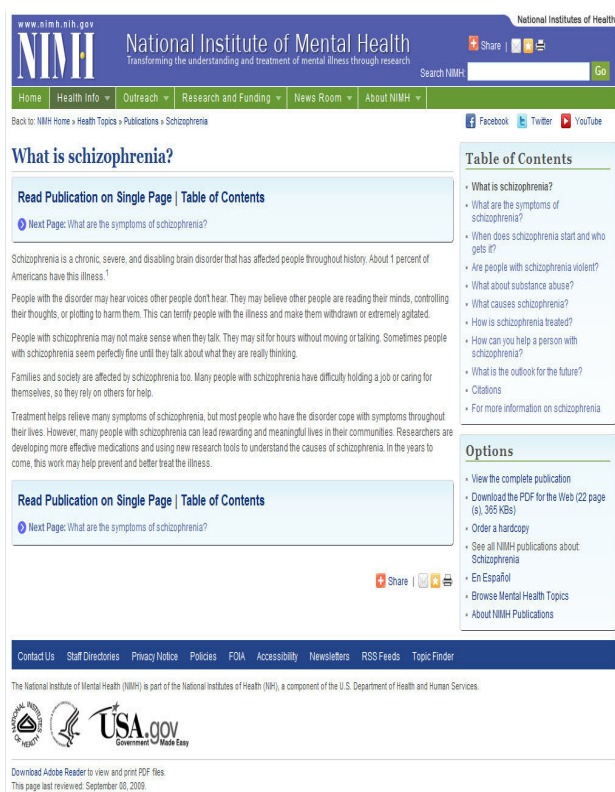 www.nimh.nih.gov
National Institutes of Health
NIMH
National Institute of Mental Health
Transforming the understanding and treatment of mental illness through research
Share |
Search NIMH:
Go
Home
Health Info
Outreach
Research and Funding
News Room
About NIMH
Back to: NIMH Home » Health Topics » Publications » Schizophrenia
Facebook
Twitter
YouTube
What is schizophrenia?
Read Publication on Single Page | Table of Contents
Next Page: What are the symptoms of schizophrenia?
Schizophrenia is a chronic, severe, and disabling brain disorder that has affected people throughout history. About 1 percent of
Americans have this illness.1
People with the disorder may hear voices other people don't hear. They may believe other people are reading their minds, controlling
their thoughts, or plotting to harm them. This can terrify people with the illness and make them withdrawn or extremely agitated.
People with schizophrenia may not make sense when they talk. They may sit for hours without moving or talking. Sometimes people
with schizophrenia seem perfectly fine until they talk about what they are really thinking.
Families and society are affected by schizophrenia too. Many people with schizophrenia have difficulty holding a job or caring for
themselves, so they rely on others for help.
Treatment helps relieve many symptoms of schizophrenia, but most people who have the disorder cope with symptoms throughout
their lives. However, many people with schizophrenia can lead rewarding and meaningful lives in their communities. Researchers are
developing more effective medications and using new research tools to understand the causes of schizophrenia. In the years to
come, this work may help prevent and better treat the illness.
Read Publication on Single Page | Table of Contents
Next Page: What are the symptoms of schizophrenia?
Share |
Table of Contents
What is schizophrenia?
What are the symptoms of
schizophrenia?
When does schizophrenia start and who
gets it?
Are people with schizophrenia violent?
What about substance abuse?
What causes schizophrenia?
How is schizophrenia treated?
How can you help a person with
schizophrenia?
What is the outlook for the future?
Citations
For more information on schizophrenia
Options
View the complete publication
Download the PDF for the Web (22 page
(s), 365 KBs)
Order a hardcopy
See all NIMH publications about:
Schizophrenia
En Español
Browse Mental Health Topics
About NIMH Publications
Contact Us
Staff Directories
Privacy Notice
Policies
FOIA
Accessibility
Newsletters
RSS Feeds
Topic Finder
The National Institute of Mental Health (NIMH) is part of the National Institutes of Health (NIH), a component of the U.S. Department of Health and Human Services.
NATIONAL INSTITUTES OF HEALTH
USA.gov
Government Made Easy
Download Adobe Reader to view and print PDF files.
This page last reviewed: September 08, 2009.